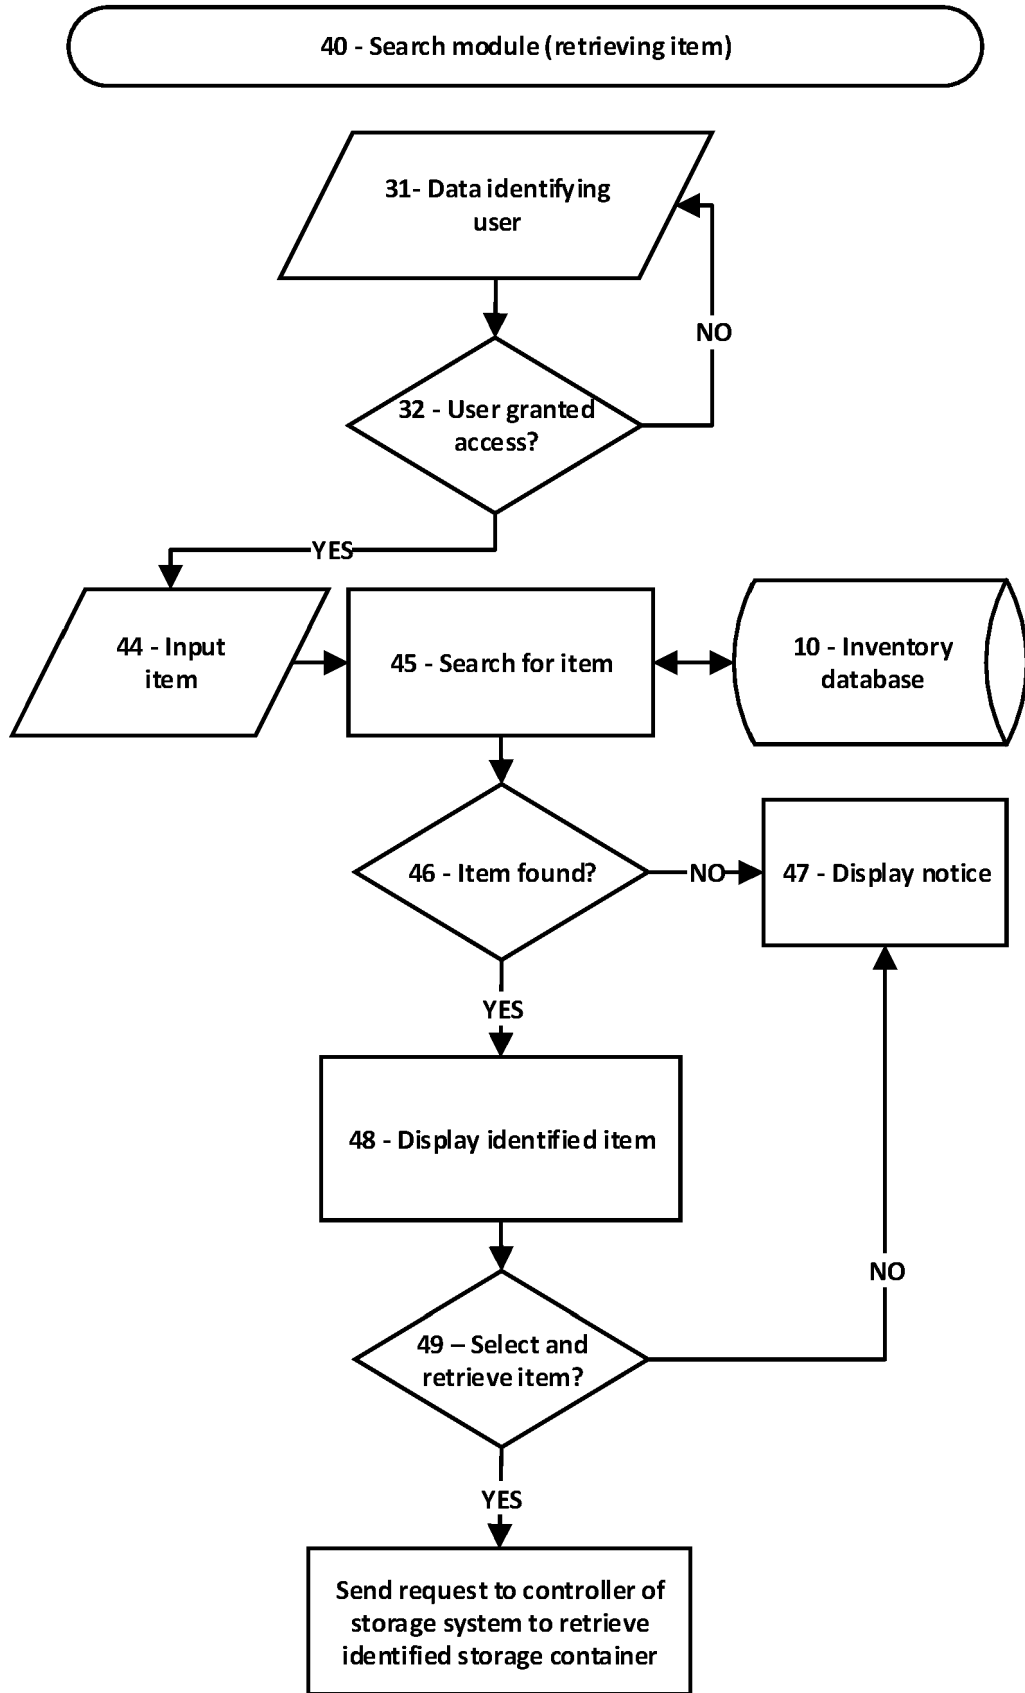 40 - Search module (retrieving item)
31- Data identifying
user
NO
32 - User granted
access?
YES
44 - Input
item
45 - Search for item
10 - Inventory
database
46 - Item found?
NO
47 - Display notice
YES
48 - Display identified item
NO
49 – Select and
retrieve item?
YES
Send request to controller of
storage system to retrieve
identified storage container